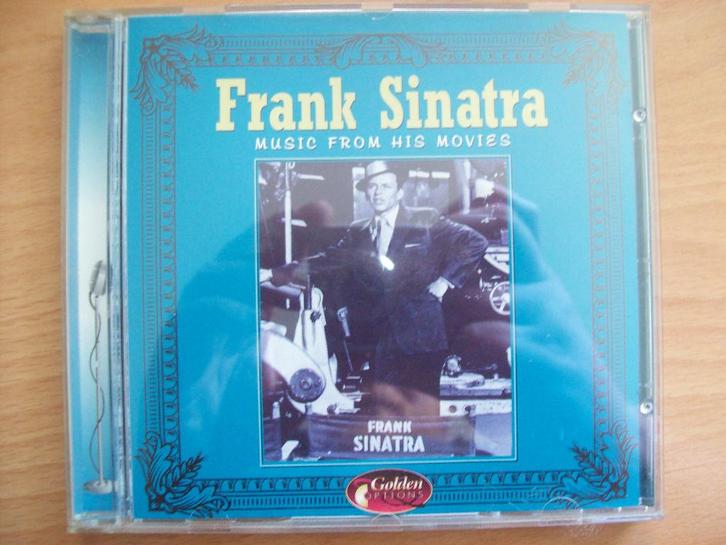 Frank Sinatra
MUSIC FROM HIS MOVIES
FRANK
SINATRA
Golden
OPTIONS